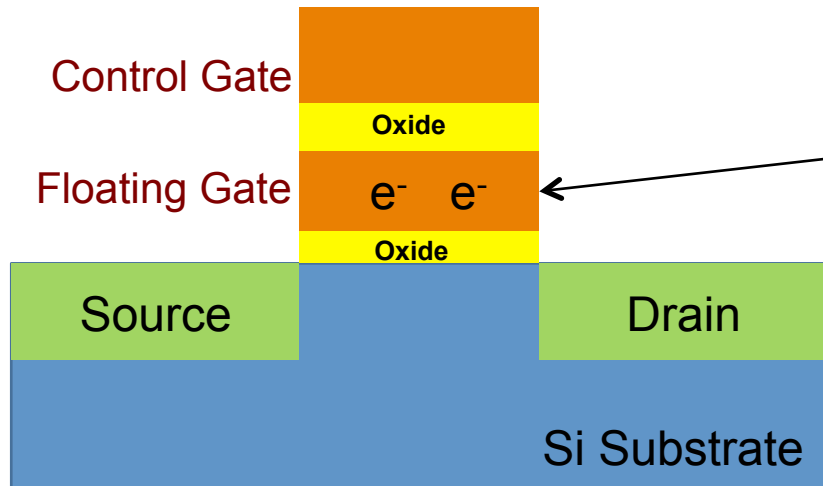 Control Gate
Oxide
Floating Gate
e- e-
Oxide
Source
Drain
Si Substrate